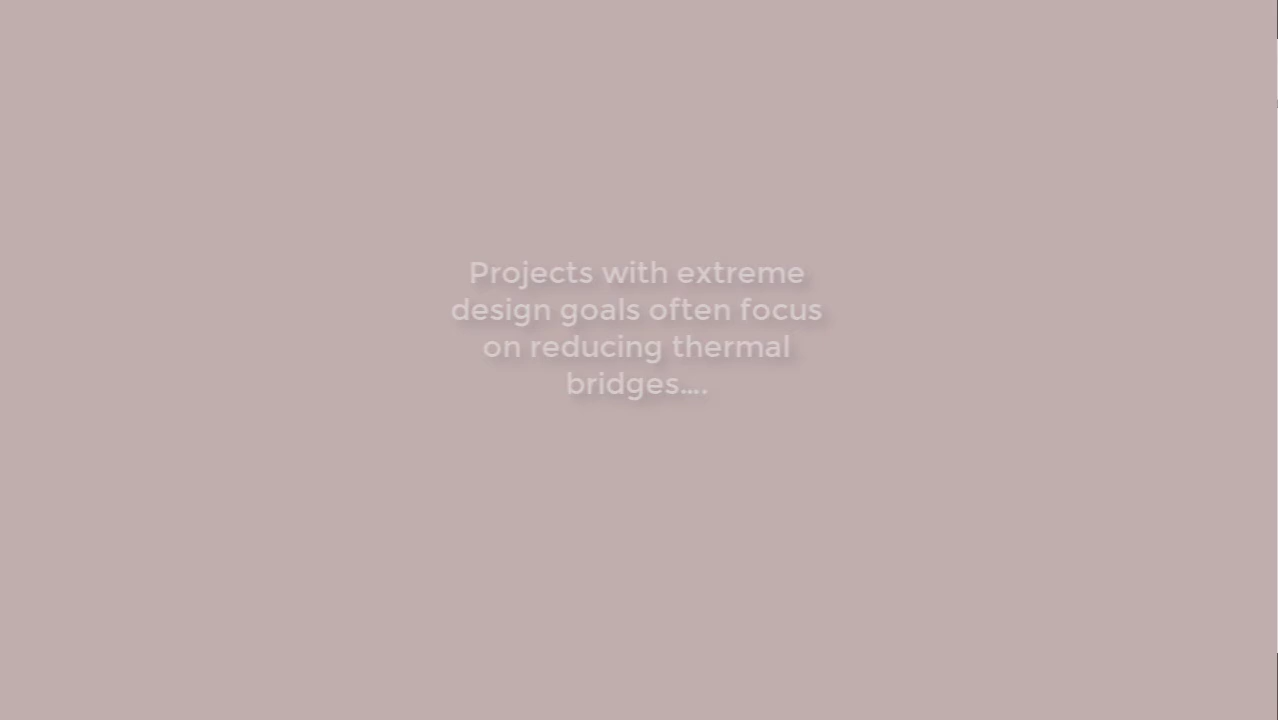 Projects with extreme
design goals often focus
on reducing thermal
bridges....